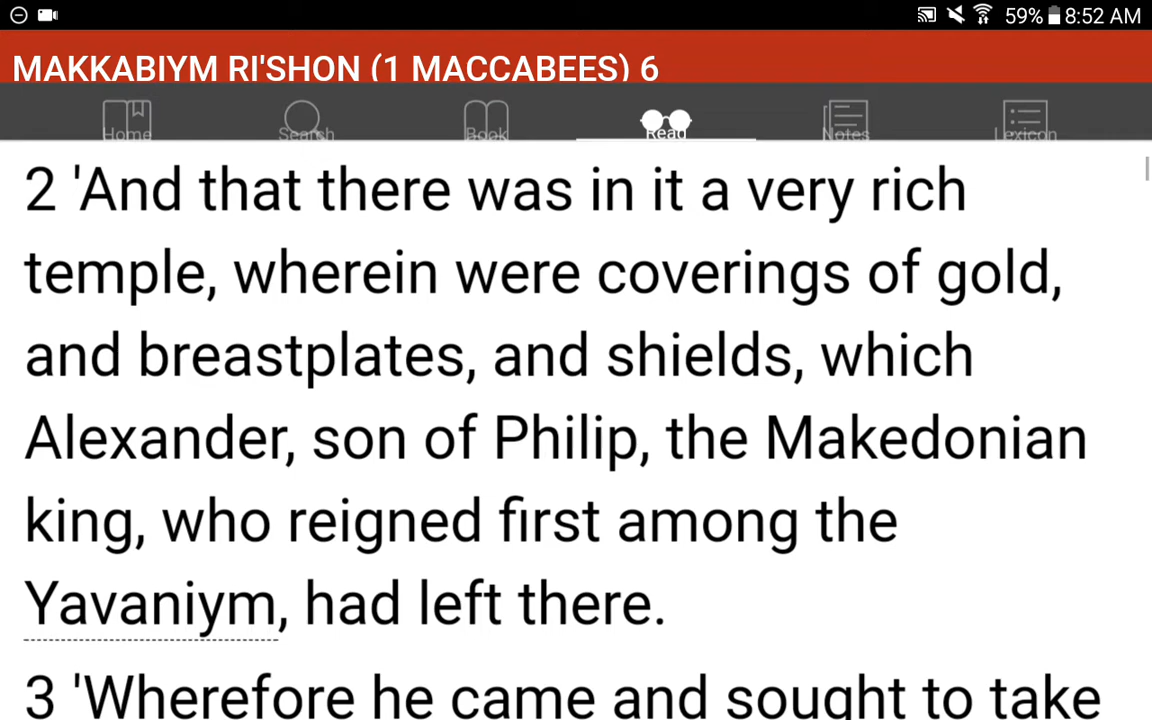 59% 8:52 AM
MAKKABIYM RI'SHON (1 MACCABEES) 6
Home Search Book Read Notes Lexicon
2 'And that there was in it a very rich
temple, wherein were coverings of gold,
and breastplates, and shields, which
Alexander, son of Philip, the Makedonian
king, who reigned first among the
Yavaniym, had left there.
3 'Wherefore he came and sought to take